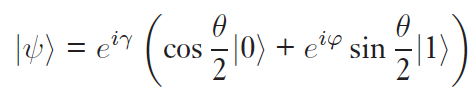 |ψ⟩ = e^{iγ} ( cos θ/2 |0⟩ + e^{iφ} sin θ/2 |1⟩ )